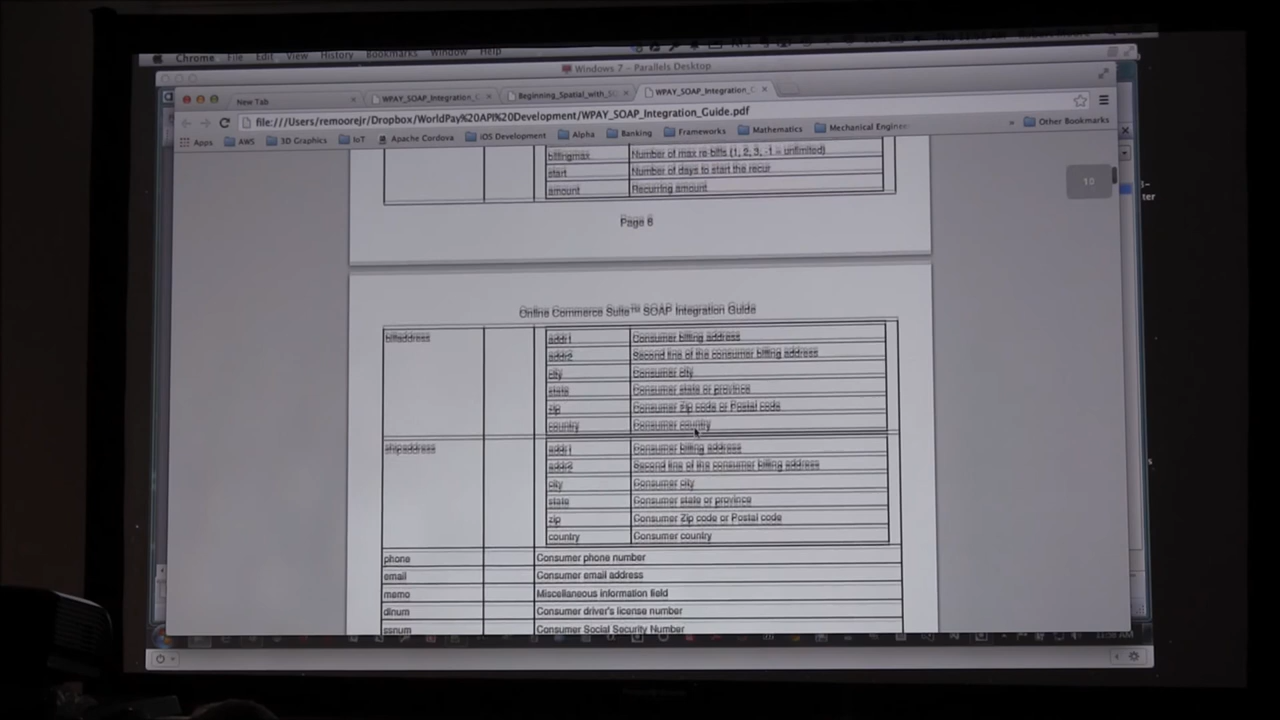 Chrome File Edit View History Bookmarks Window Help
Windows 7 - Parallels Desktop
New Tab
WPAY_SOAP_Integration_G
Beginning_Spatial_with_SQ
WPAY_SOAP_Integration_G
file:///Users/remoorejr/Dropbox/WorldPay%20API%20Development/WPAY_SOAP_Integration_Guide.pdf
Apps AWS 3D Graphics IoT Apache Cordova iOS Development Alpha Banking Frameworks Mathematics Mechanical Engine » Other Bookmarks
billingmax Number of max re-bills (1, 2, 3, -1 = unlimited)
10
start Number of days to start the recur
amount Recurring amount
Page 6
Online Commerce Suite™ SOAP Integration Guide
billaddress addr1 Consumer billing address
addr2 Second line of the consumer billing address
city Consumer city
state Consumer state or province
zip Consumer Zip code or Postal code
country Consumer country
shipaddress addr1 Consumer billing address
addr2 Second line of the consumer billing address
city Consumer city
state Consumer state or province
zip Consumer Zip code or Postal code
country Consumer country
phone Consumer phone number
email Consumer email address
memo Miscellaneous information field
dlnum Consumer driver's license number
ssnum Consumer Social Security Number